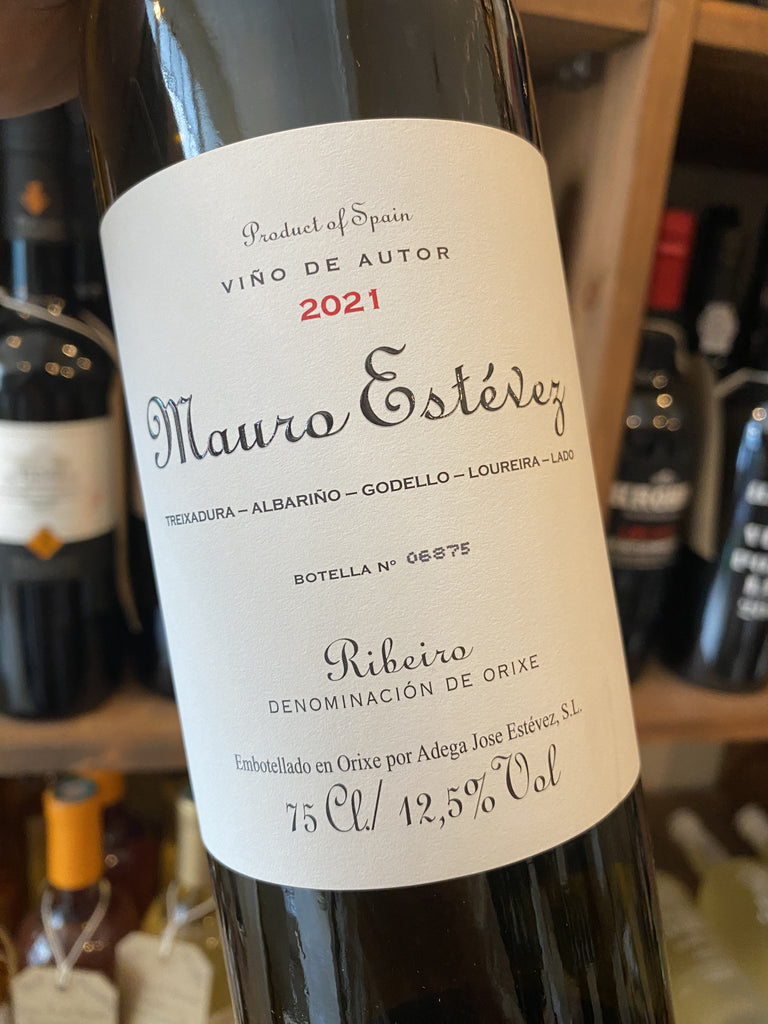 Product of Spain
VIÑO DE AUTOR
2021
Mauro Estévez
TREIXADURA – ALBARIÑO – GODELLO – LOUREIRA – LADO
BOTELLA Nº 06875
Ribeiro
DENOMINACIÓN DE ORIXE
Embotellado en Orixe por Adega Jose Estévez, S.L.
75 Cl./ 12,5% Vol